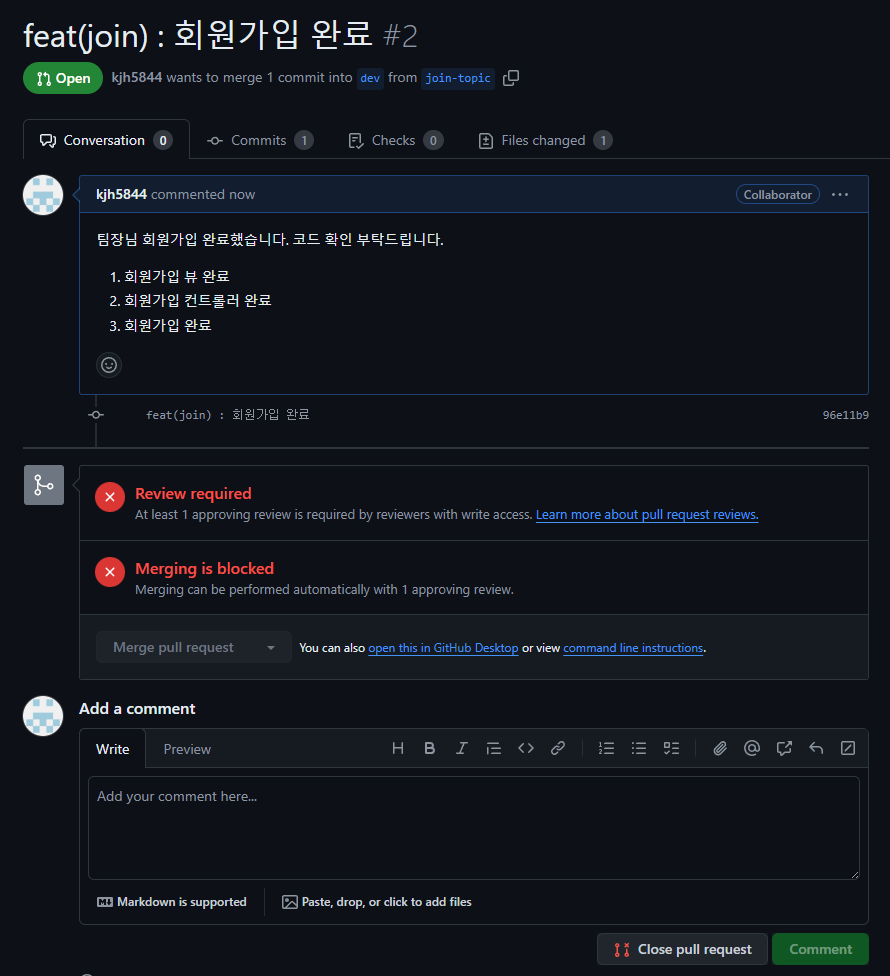 feat(join) : 회원가입 완료 #2
Open kjh5844 wants to merge 1 commit into dev from join-topic
Conversation 0 Commits 1 Checks 0 Files changed 1
kjh5844 commented now Collaborator
팀장님 회원가입 완료했습니다. 코드 확인 부탁드립니다.
1. 회원가입 뷰 완료
2. 회원가입 컨트롤러 완료
3. 회원가입 완료
feat(join) : 회원가입 완료 96e11b9
Review required
At least 1 approving review is required by reviewers with write access. Learn more about pull request reviews.
Merging is blocked
Merging can be performed automatically with 1 approving review.
Merge pull request You can also open this in GitHub Desktop or view command line instructions.
Add a comment
Write Preview
Add your comment here...
Markdown is supported Paste, drop, or click to add files
Close pull request Comment